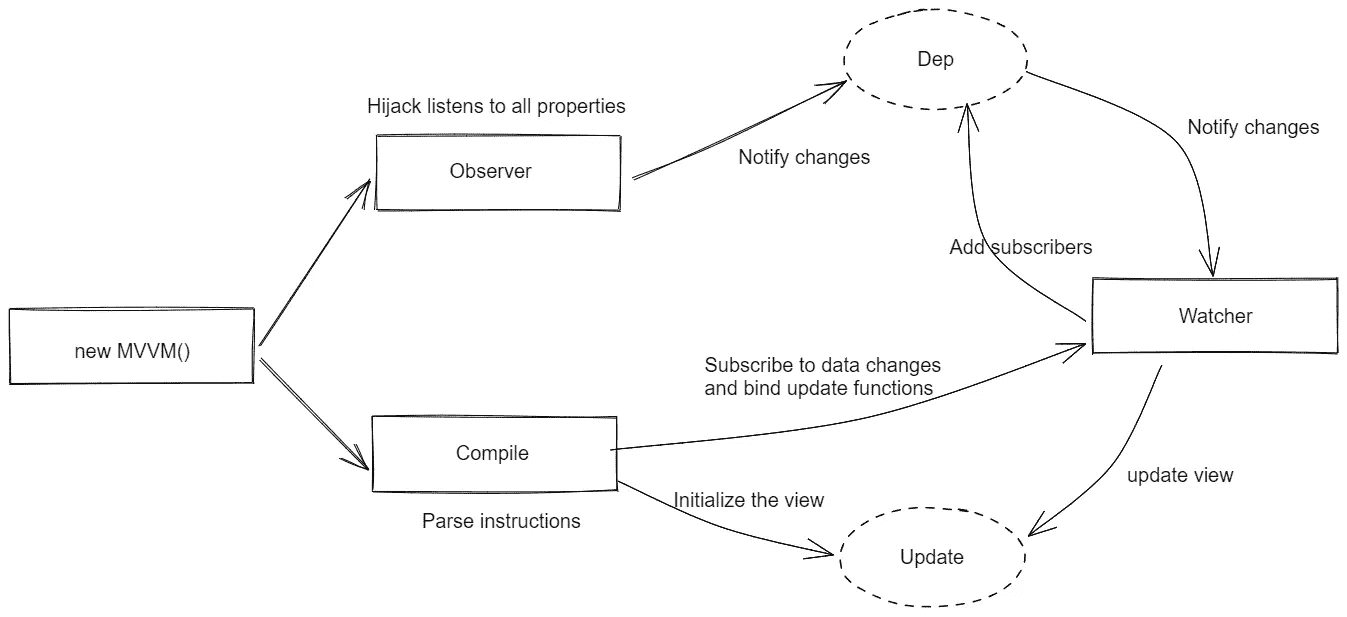 Dep
Hijack listens to all properties
Notify changes
Observer
Notify changes
Add subscribers
Watcher
new MVVM()
Subscribe to data changes
and bind update functions
Compile
update view
Initialize the view
Parse instructions
Update